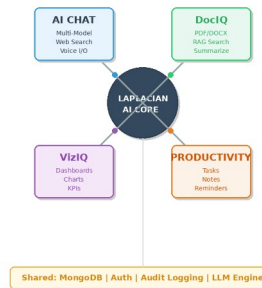 AI CHAT
Multi-Model
Web Search
Voice I/O
DocIQ
PDF/DOCX
RAG Search
Summarize
LAPLACIAN
AI CORE
VizIQ
Dashboards
Charts
KPIs
PRODUCTIVITY
Tasks
Notes
Reminders
Shared: MongoDB | Auth | Audit Logging | LLM Engine